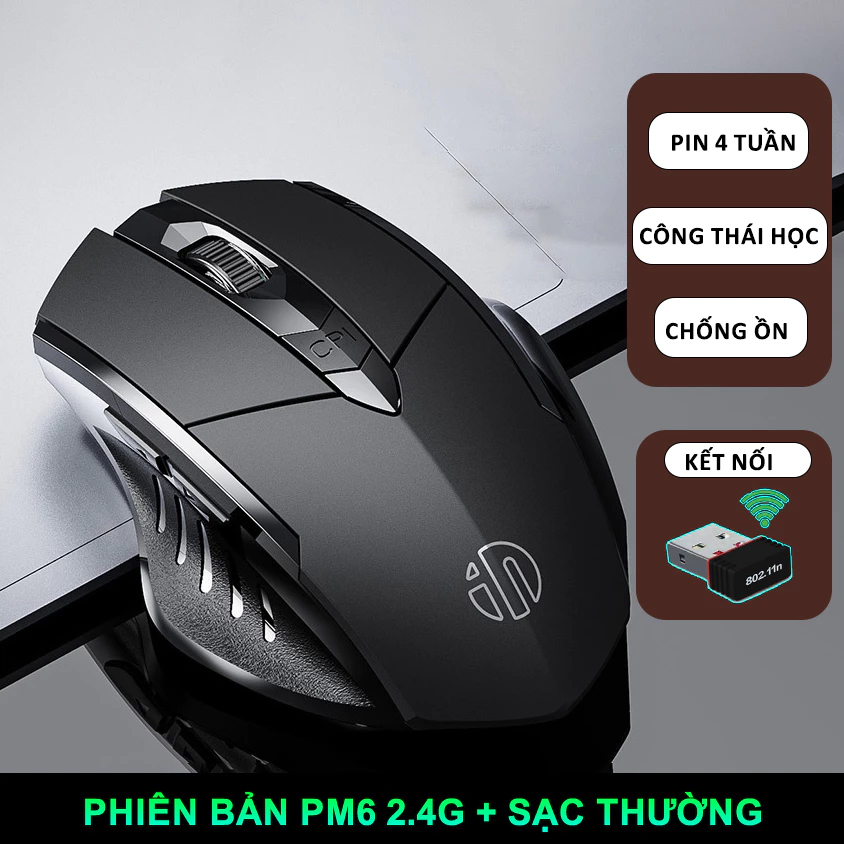 PIN 4 TUẦN
CÔNG THÁI HỌC
CHỐNG ỒN
CPI
KẾT NỐI
802.11n
PHIÊN BẢN PM6 2.4G + SẠC THƯỜNG